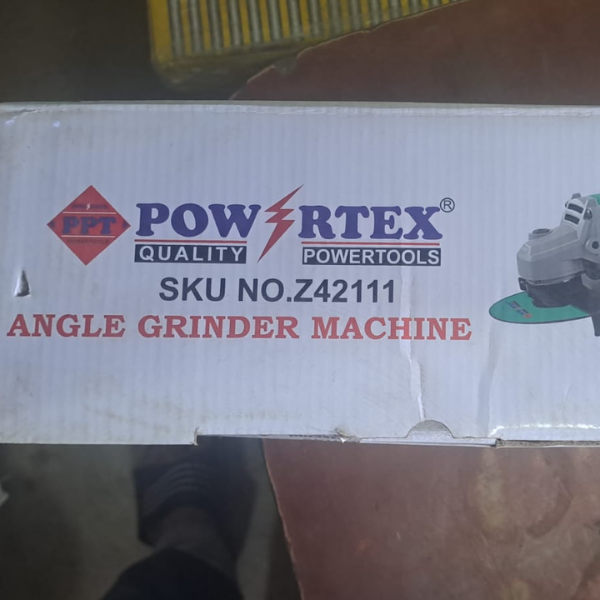 PPT
POWERTEX®
QUALITY POWERTOOLS
SKU NO.Z42111
ANGLE GRINDER MACHINE